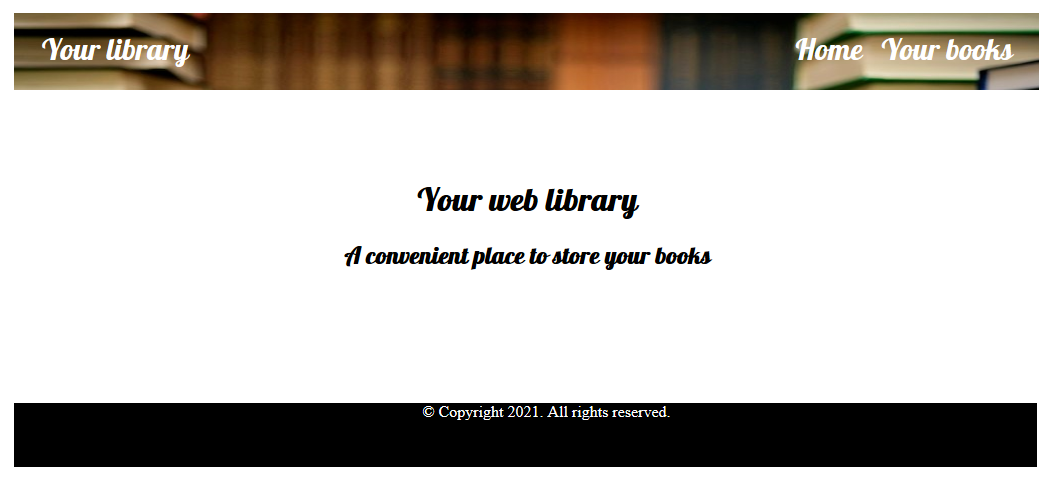 Your library
Home Your books
Your web library
A convenient place to store your books
© Copyright 2021. All rights reserved.